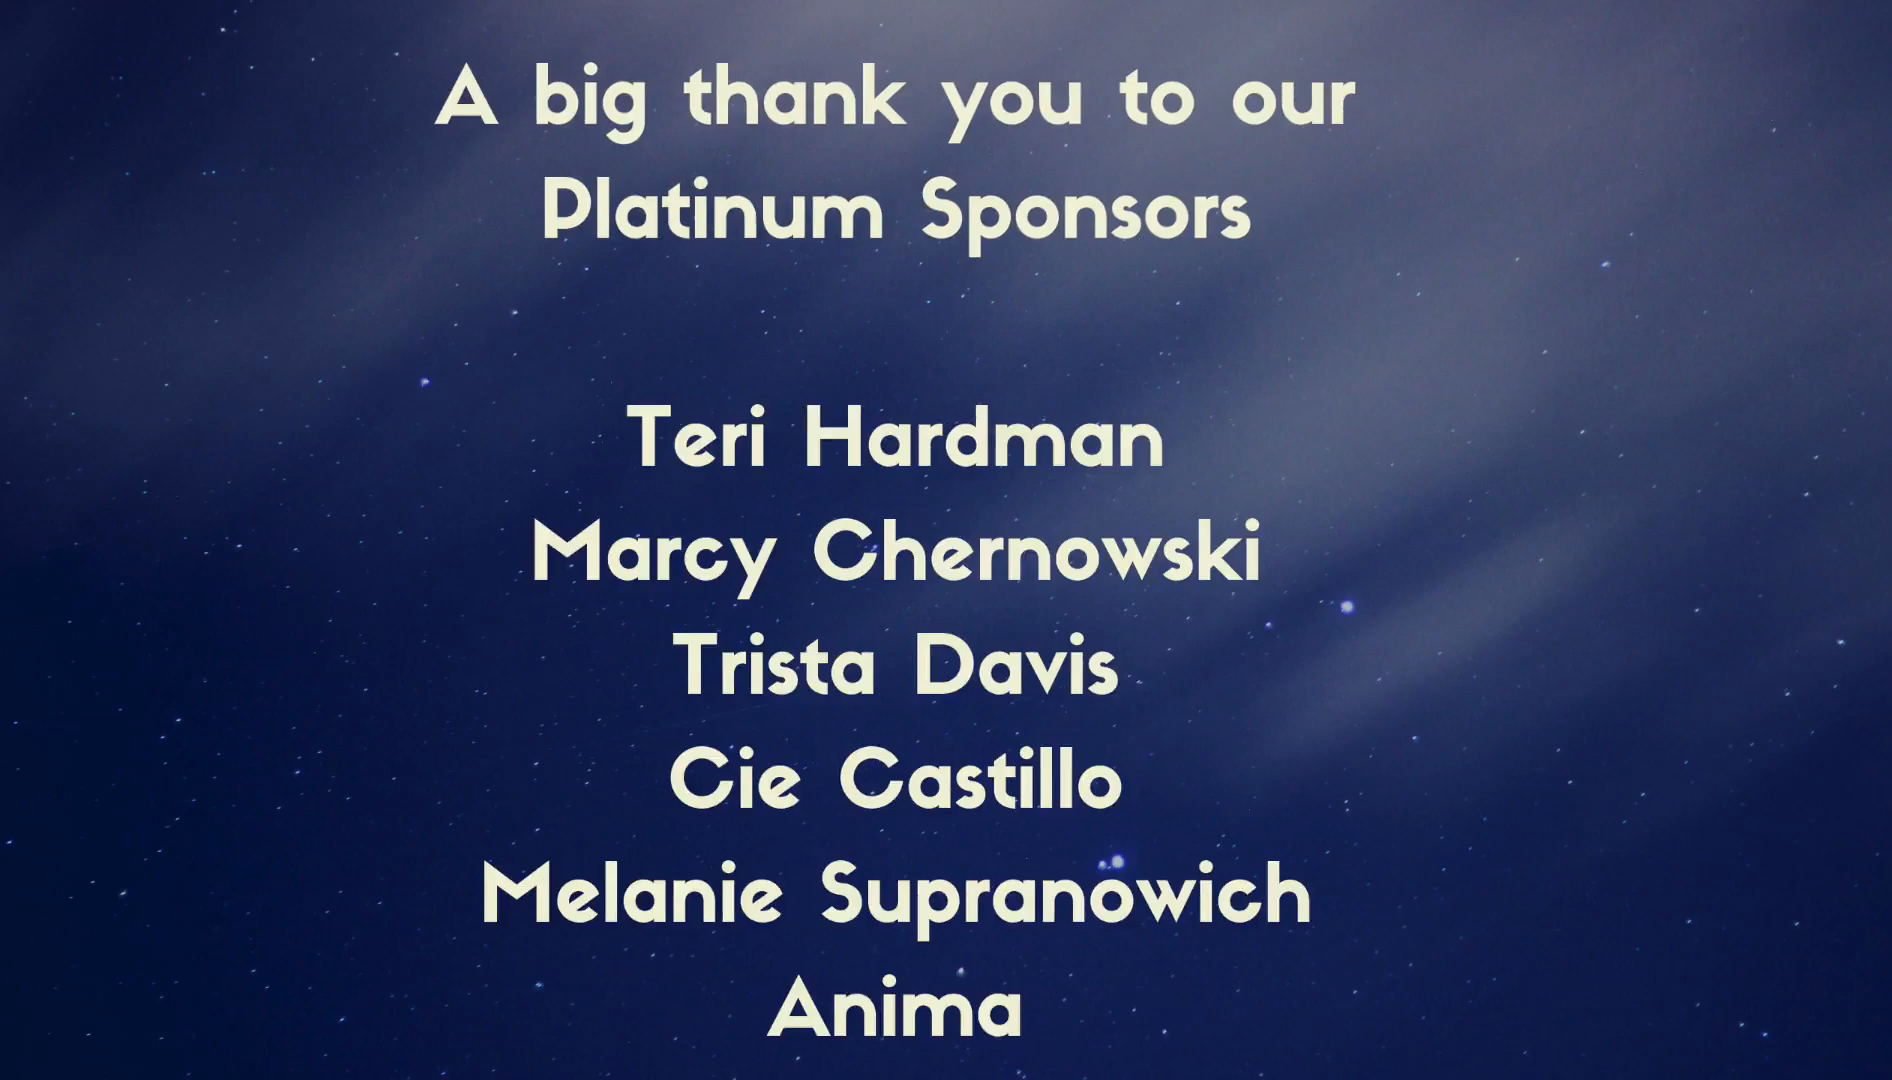 A big thank you to our
Platinum Sponsors
Teri Hardman
Marcy Chernowski
Trista Davis
Cie Castillo
Melanie Supranowich
Anima